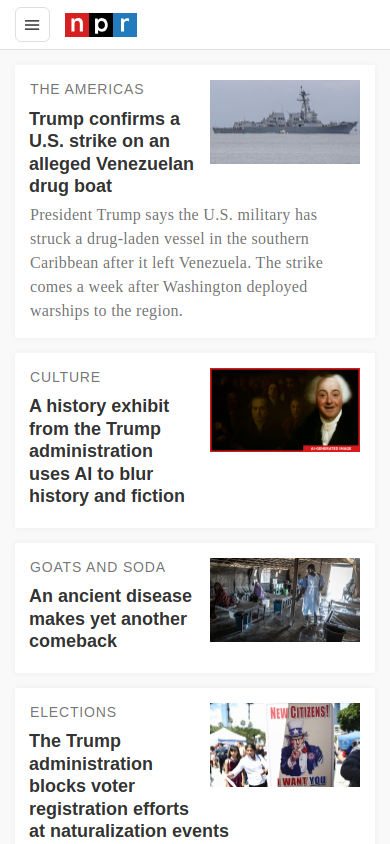 npr
THE AMERICAS
Trump confirms a
U.S. strike on an
alleged Venezuelan
drug boat
President Trump says the U.S. military has
struck a drug-laden vessel in the southern
Caribbean after it left Venezuela. The strike
comes a week after Washington deployed
warships to the region.
CULTURE
A history exhibit
from the Trump
administration
uses AI to blur
history and fiction
AI-GENERATED IMAGE
GOATS AND SODA
An ancient disease
makes yet another
comeback
ELECTIONS
The Trump
administration
blocks voter
registration efforts
at naturalization events
NEW CITIZENS!
I WANT YOU